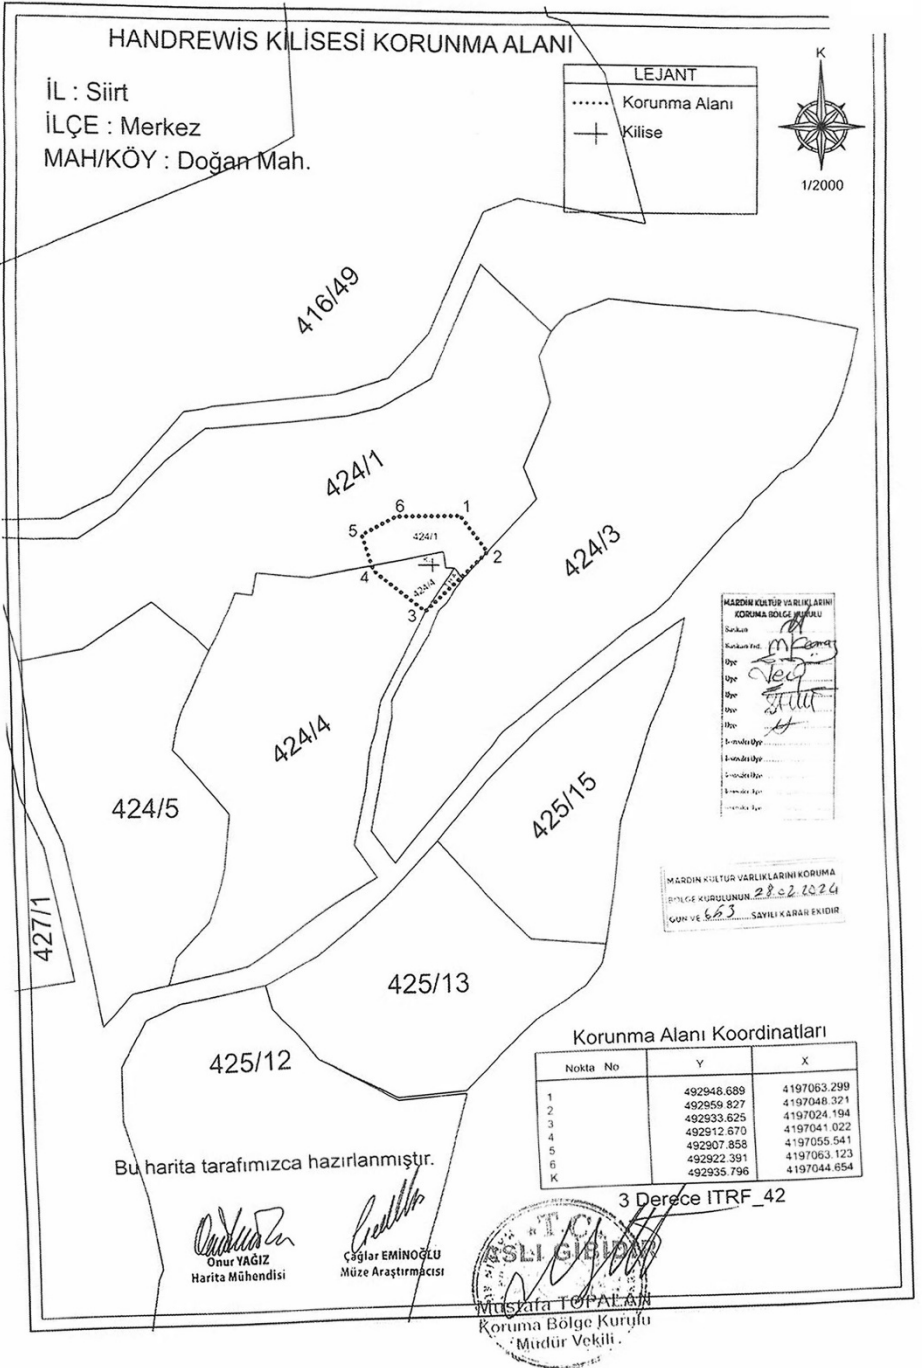 HANDREWİS KİLİSESİ KORUNMA ALANI
İL : Siirt
İLÇE : Merkez
MAH/KÖY : Doğan Mah.
LEJANT
Korunma Alanı
Kilise
K
1/2000
416/49
424/1
424/3
6
1
5
424/1
2
4
K
424/4
3
424/4
424/5
425/15
427/1
425/13
425/12
MARDİN KÜLTÜR VARLIKLARINI
KORUMA BÖLGE KURULU
Başkan
Başkan Yrd.
Üye
Üye
Üye
Üye
Üye
MARDİN KÜLTÜR VARLIKLARINI KORUMA
BÖLGE KURULUNUN 28.02.2024
GÜN VE 653 SAYILI KARAR EKİDİR
Korunma Alanı Koordinatları
Nokta No Y X
1 492948.689 4197063.299
2 492959.827 4197048.321
3 492933.625 4197024.194
4 492912.670 4197041.022
5 492907.858 4197055.541
6 492922.391 4197063.123
K 492935.796 4197044.654
3 Derece ITRF_42
Bu harita tarafımızca hazırlanmıştır.
Onur YAĞIZ
Harita Mühendisi
Çağlar EMİNOĞLU
Müze Araştırmacısı
T.C.
ASLI GİBİDİR
Mustafa TOPALAN
Koruma Bölge Kurulu
Müdür Vekili